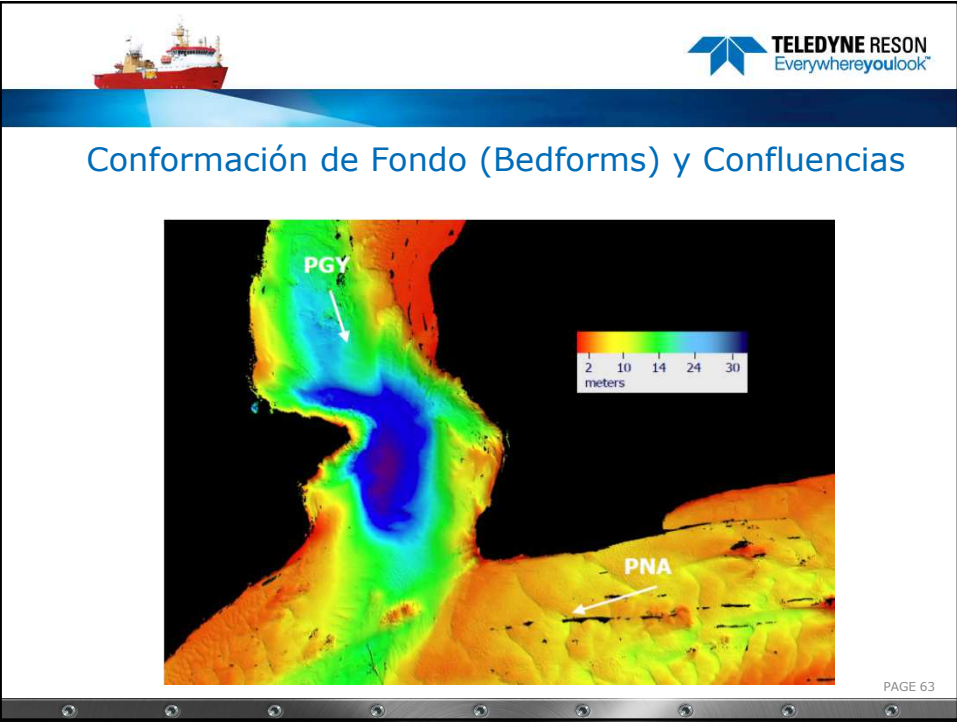 TELEDYNE RESON
Everywhereyoulook™
Conformación de Fondo (Bedforms) y Confluencias
PGY
2 10 14 24 30
meters
PNA
PAGE 63